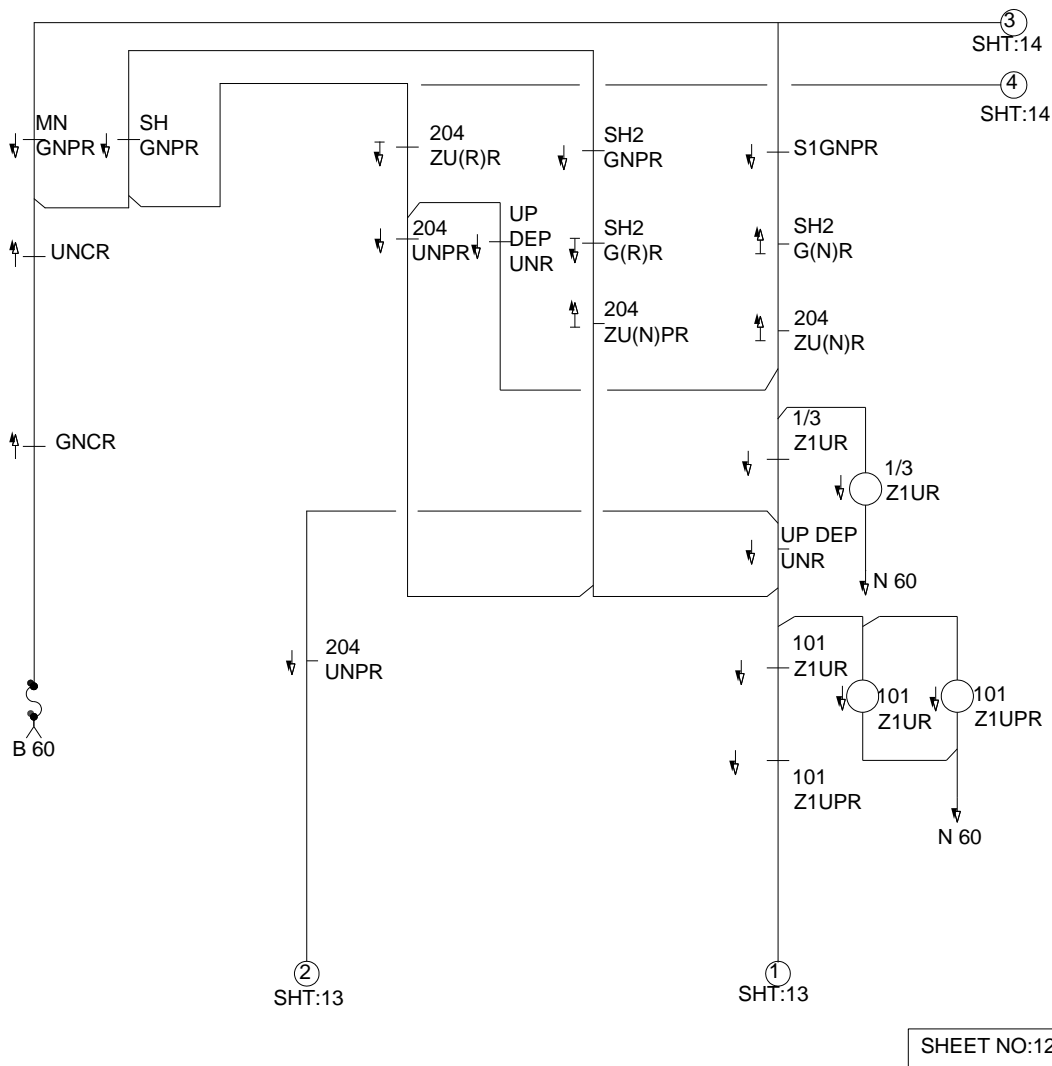 3
SHT:14
4
SHT:14
MN
GNPR
SH
GNPR
204
ZU(R)R
SH2
GNPR
S1GNPR
UNCR
204
UNPR
UP
DEP
UNR
SH2
G(R)R
SH2
G(N)R
204
ZU(N)PR
204
ZU(N)R
GNCR
1/3
Z1UR
1/3
Z1UR
UP DEP
UNR
N 60
204
UNPR
101
Z1UR
101
Z1UR
101
Z1UPR
B 60
101
Z1UPR
N 60
2
SHT:13
1
SHT:13
SHEET NO:12